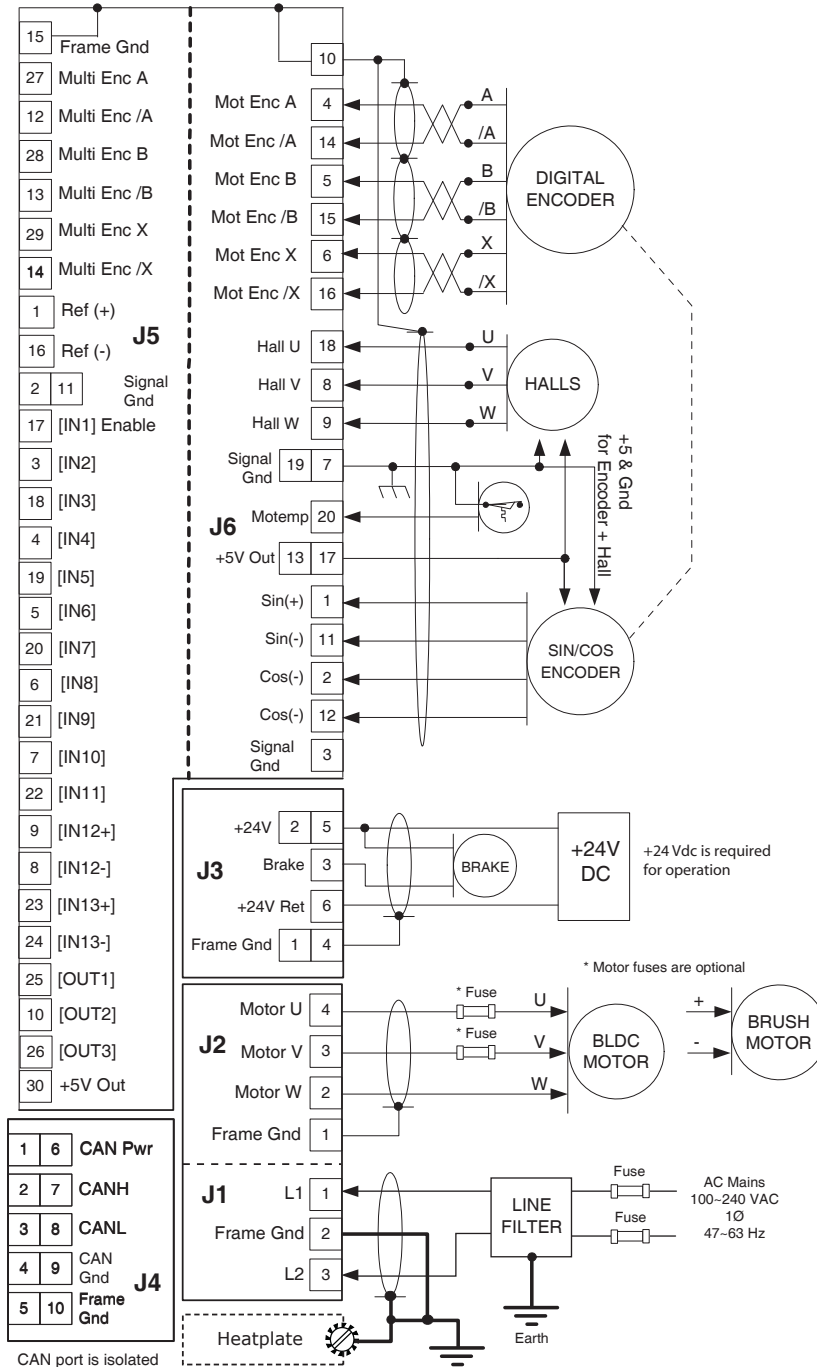 15 Frame Gnd
27 Multi Enc A
12 Multi Enc /A
28 Multi Enc B
13 Multi Enc /B
29 Multi Enc X
14 Multi Enc /X
1 Ref (+)
J5
16 Ref (-)
2 11 Signal
Gnd
17 [IN1] Enable
3 [IN2]
18 [IN3]
4 [IN4]
19 [IN5]
5 [IN6]
20 [IN7]
6 [IN8]
21 [IN9]
7 [IN10]
22 [IN11]
9 [IN12+]
8 [IN12-]
23 [IN13+]
24 [IN13-]
25 [OUT1]
10 [OUT2]
26 [OUT3]
30 +5V Out
10
Mot Enc A 4 A
Mot Enc /A 14 /A
Mot Enc B 5 B
Mot Enc /B 15 /B
Mot Enc X 6 X
Mot Enc /X 16 /X
DIGITAL
ENCODER
Hall U 18 U
Hall V 8 V
Hall W 9 W
HALLS
Signal
Gnd 19 7
J6
Motemp 20
+5V Out 13 17
+5 & Gnd
for Encoder + Hall
Sin(+) 1
Sin(-) 11
Cos(-) 2
Cos(-) 12
Signal
Gnd 3
SIN/COS
ENCODER
J3
+24V 2 5
Brake 3
+24V Ret 6
Frame Gnd 1 4
BRAKE
+24V
DC
+24 Vdc is required
for operation
* Motor fuses are optional
J2
Motor U 4 * Fuse U
Motor V 3 * Fuse V
Motor W 2 W
Frame Gnd 1
BLDC
MOTOR
+
-
BRUSH
MOTOR
J1
L1 1
Frame Gnd 2
L2 3
LINE
FILTER
Fuse
Fuse
AC Mains
100~240 VAC
1Ø
47~63 Hz
Earth
Heatplate
1 6 CAN Pwr
2 7 CANH
3 8 CANL
4 9 CAN
Gnd
J4
5 10 Frame
Gnd
CAN port is isolated